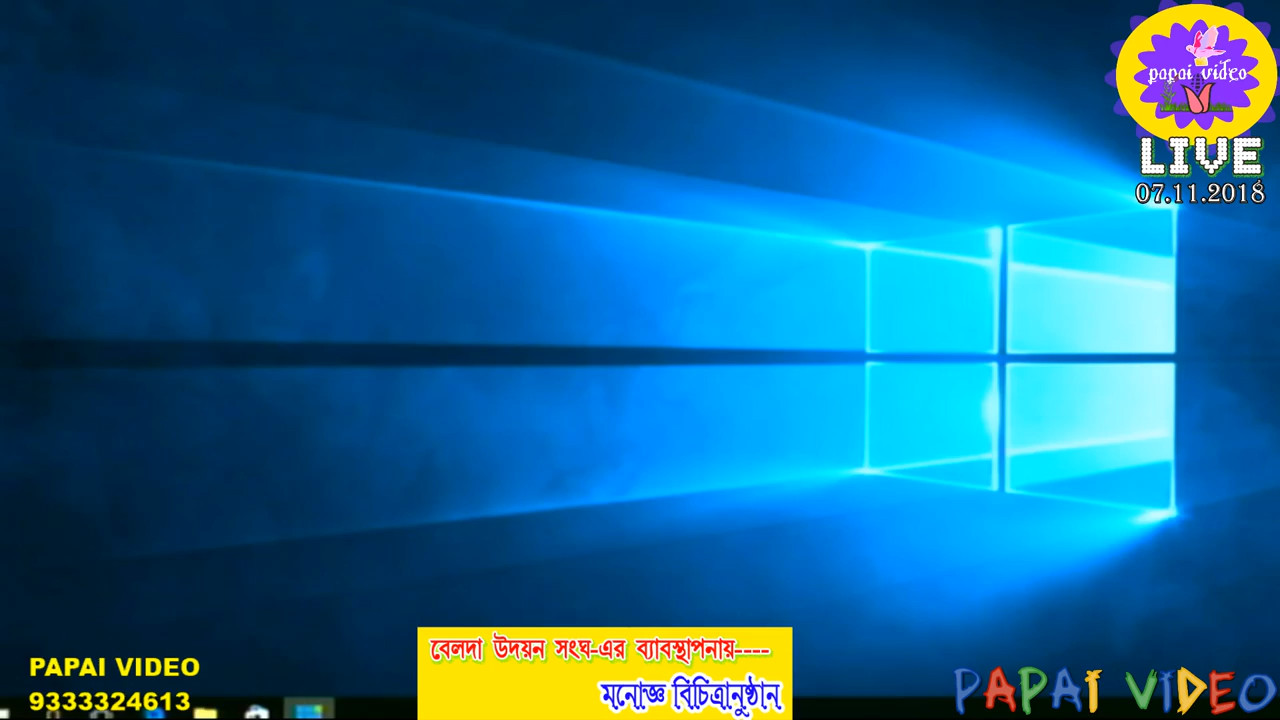 papai video
LIVE
07.11.2018
PAPAI VIDEO
9333324613
বেলদা উদয়ন সংঘ-এর ব্যাবস্থাপনায়----
মনোজ্ঞ বিচিত্রানুষ্ঠান
PAPAI VIDEO